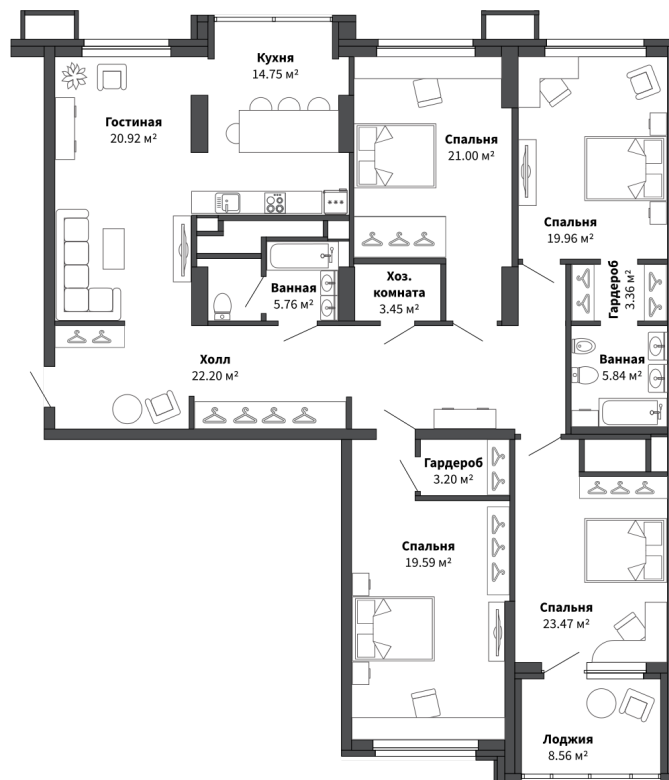 Кухня
14.75 м²
Гостиная
20.92 м²
Спальня
21.00 м²
Спальня
19.96 м²
Гардероб
3.36 м²
Ванная
5.76 м²
Хоз.
комната
3.45 м²
Холл
22.20 м²
Ванная
5.84 м²
Гардероб
3.20 м²
Спальня
19.59 м²
Спальня
23.47 м²
Лоджия
8.56 м²